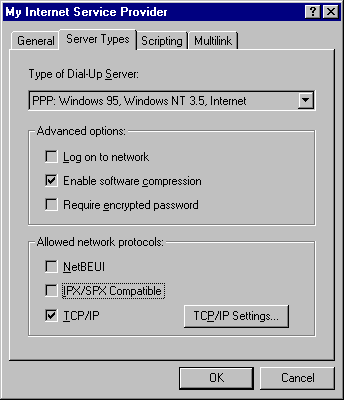 My Internet Service Provider
General Server Types Scripting Multilink
Type of Dial-Up Server:
PPP: Windows 95, Windows NT 3.5, Internet
Advanced options:
Log on to network
Enable software compression
Require encrypted password
Allowed network protocols:
NetBEUI
IPX/SPX Compatible
TCP/IP TCP/IP Settings...
OK Cancel